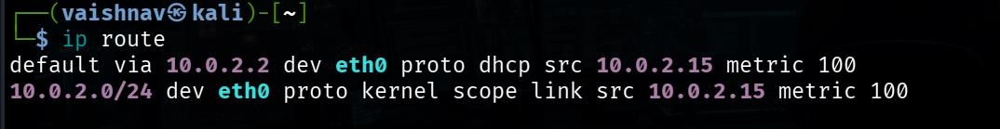 ┌──(vaishnav㉿kali)-[~]
└─$ ip route
default via 10.0.2.2 dev eth0 proto dhcp src 10.0.2.15 metric 100
10.0.2.0/24 dev eth0 proto kernel scope link src 10.0.2.15 metric 100